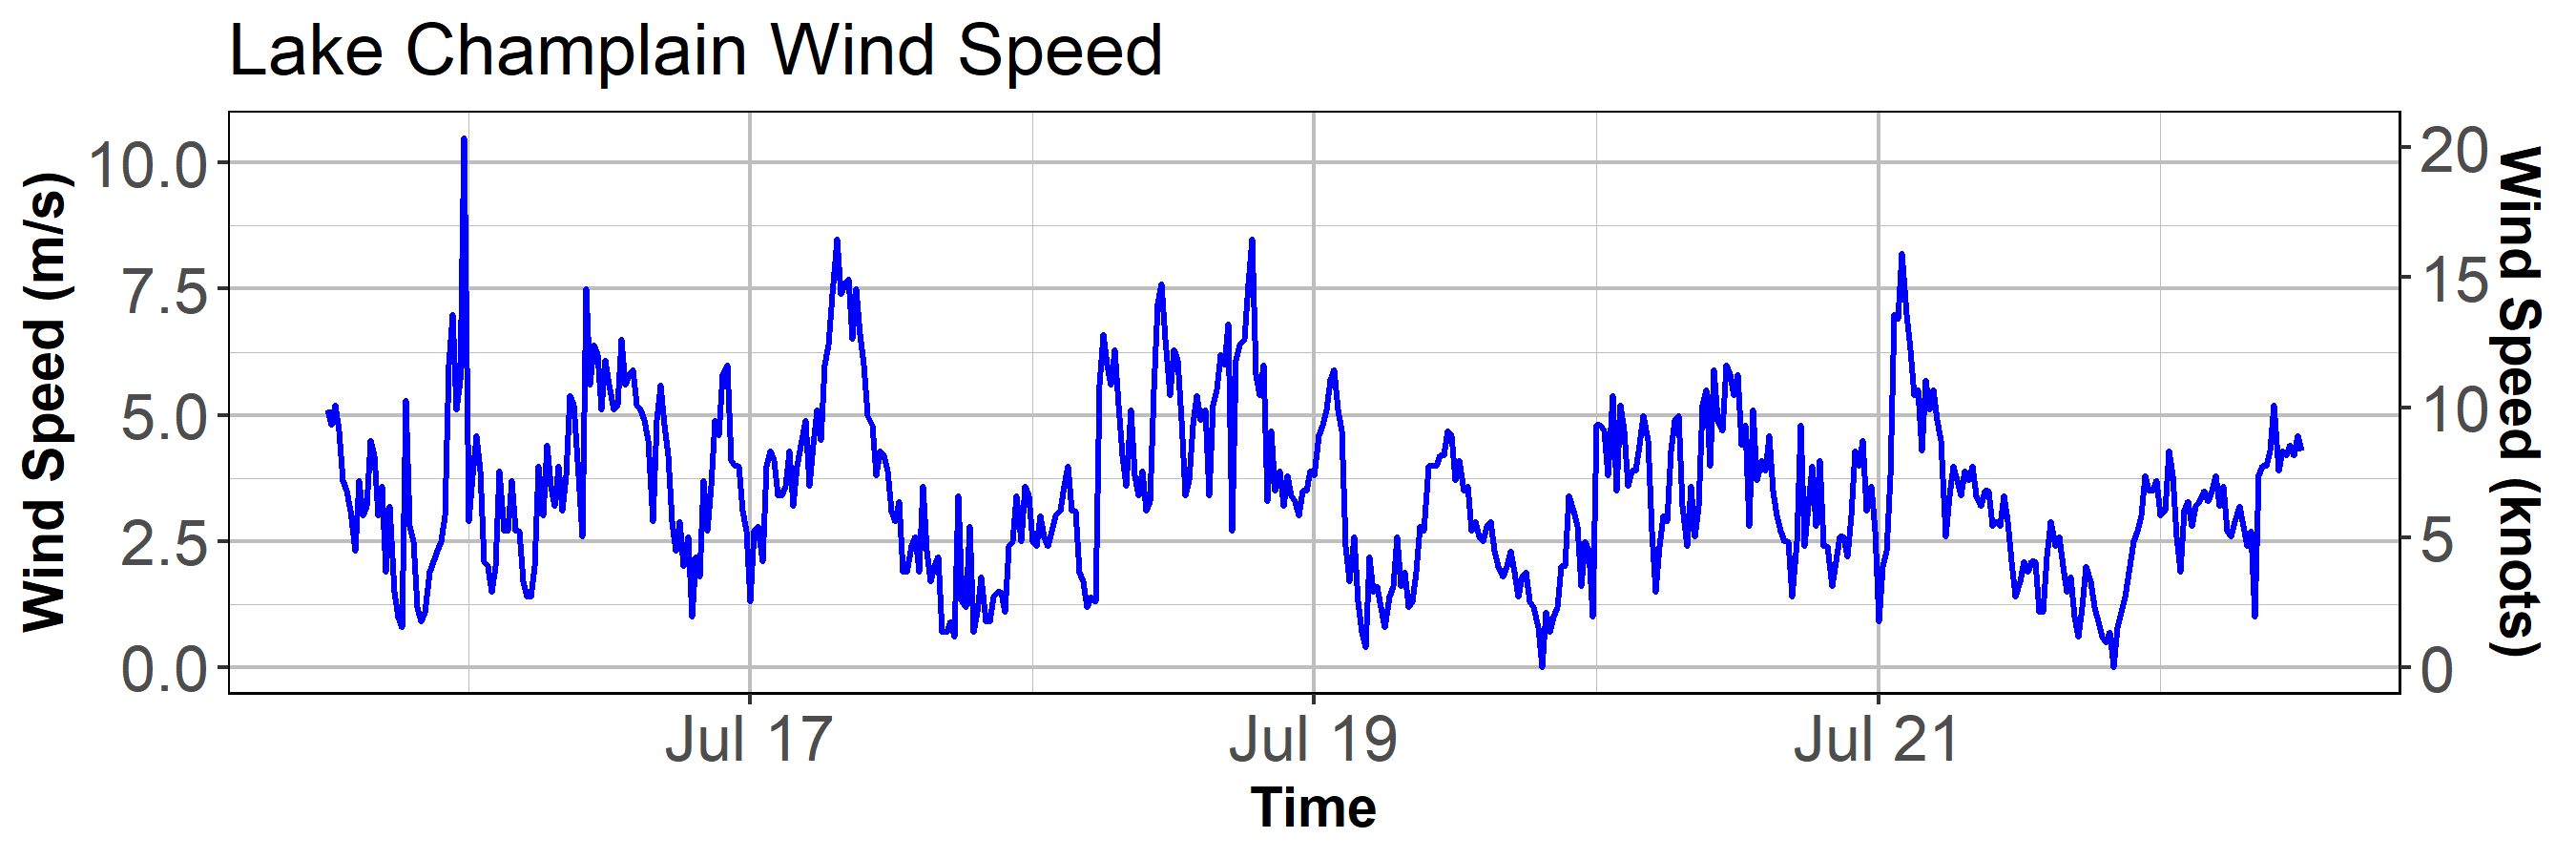 Lake Champlain Wind Speed
Wind Speed (m/s)
10.0
7.5
5.0
2.5
0.0
20
15
10
5
0
Wind Speed (knots)
Jul 17
Jul 19
Jul 21
Time